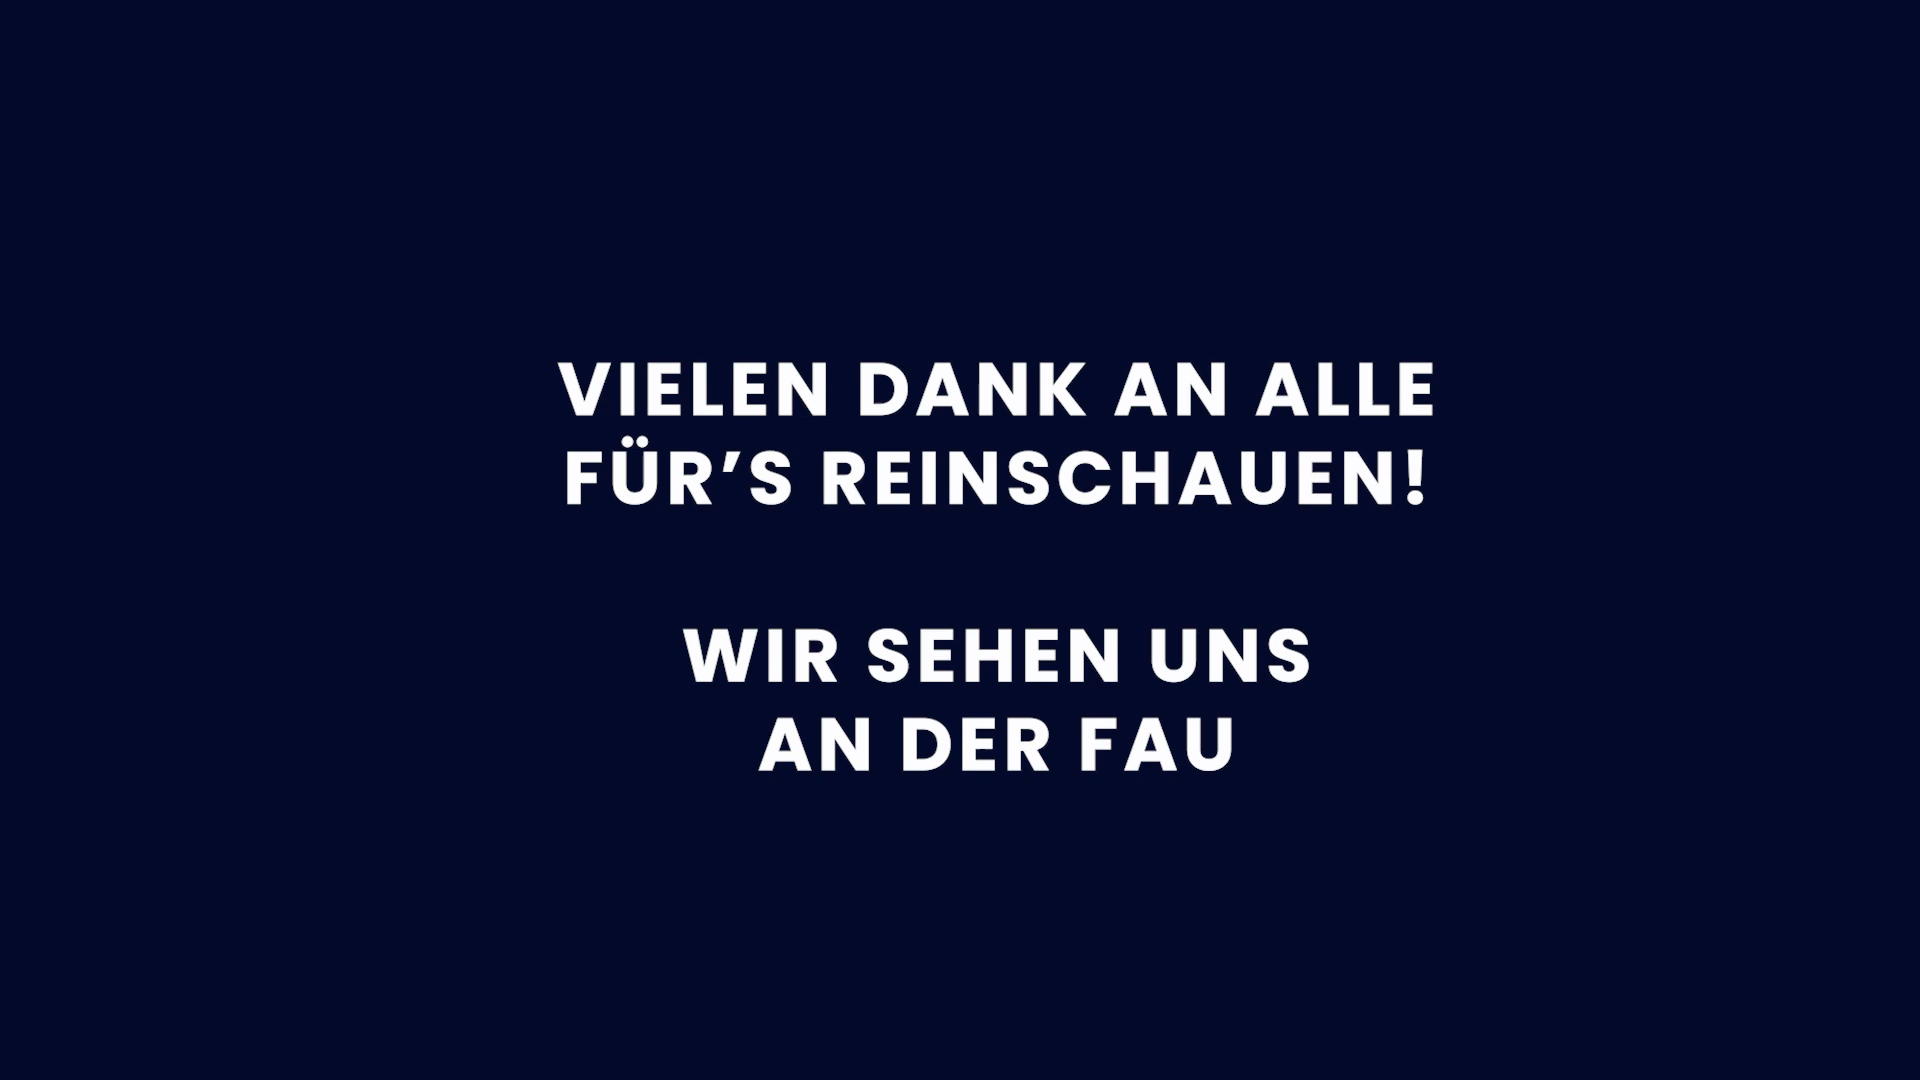 VIELEN DANK AN ALLE
FÜR’S REINSCHAUEN!
WIR SEHEN UNS
AN DER FAU